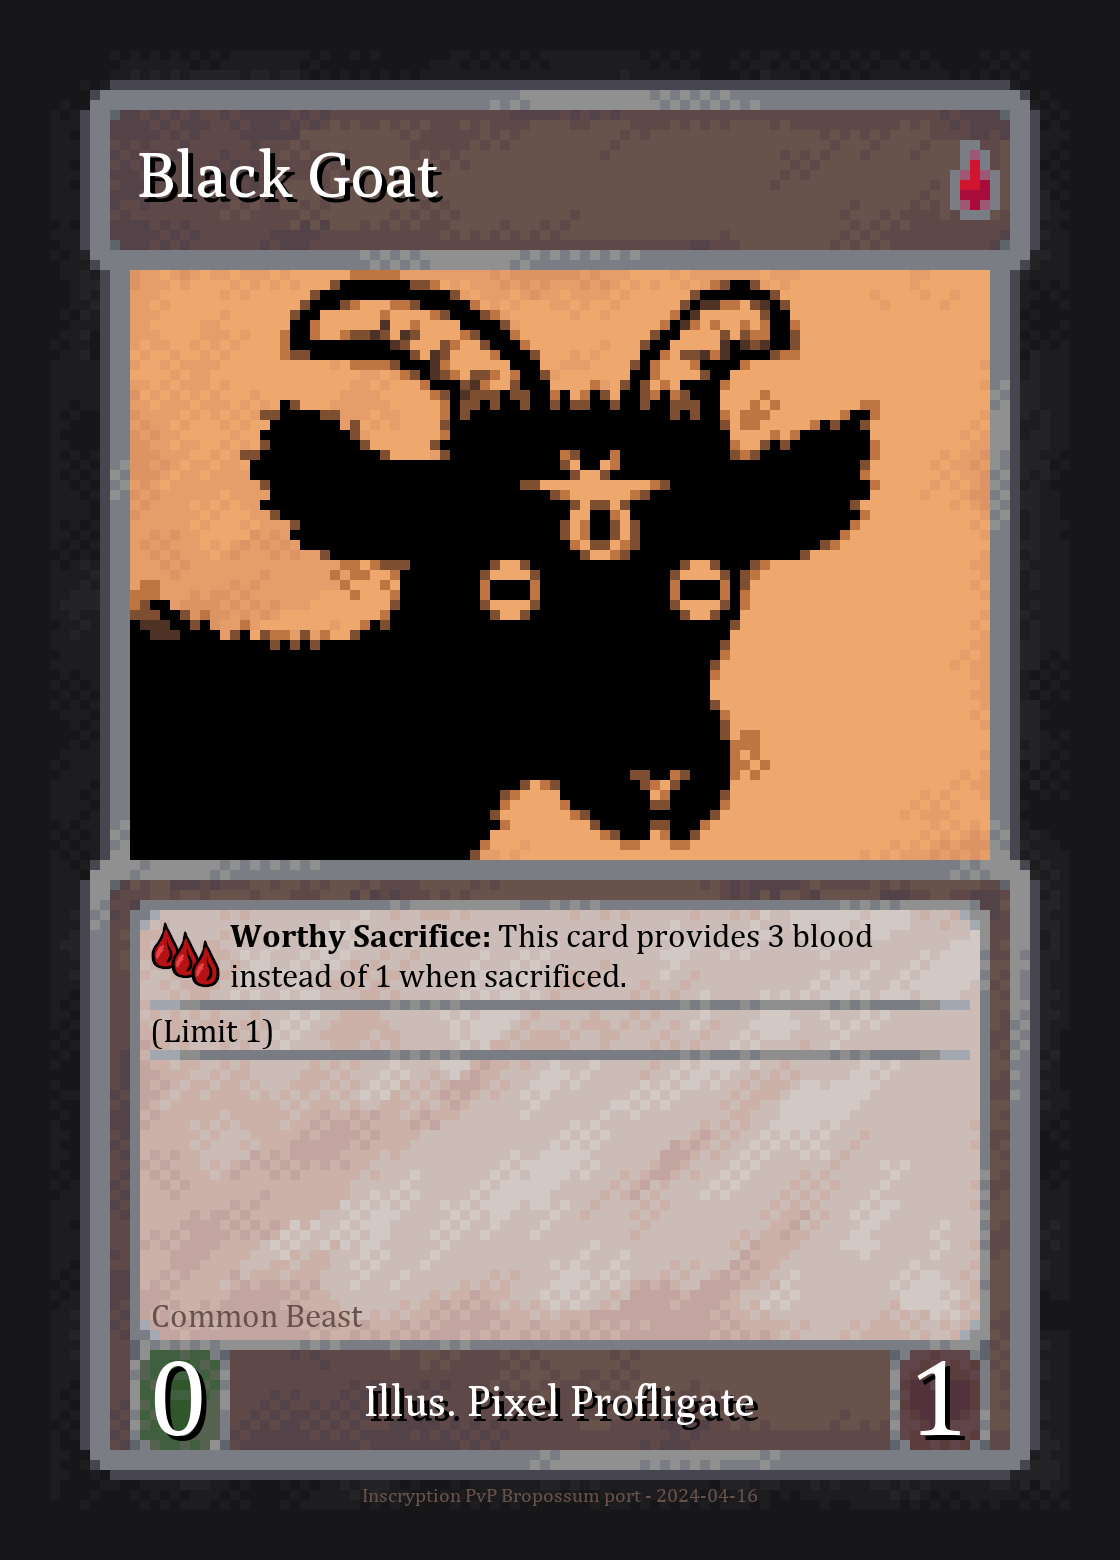 Black Goat
Worthy Sacrifice: This card provides 3 blood
instead of 1 when sacrificed.
(Limit 1)
Common Beast
0
Illus. Pixel Profligate
1
Inscryption PvP Bropossum port - 2024-04-16